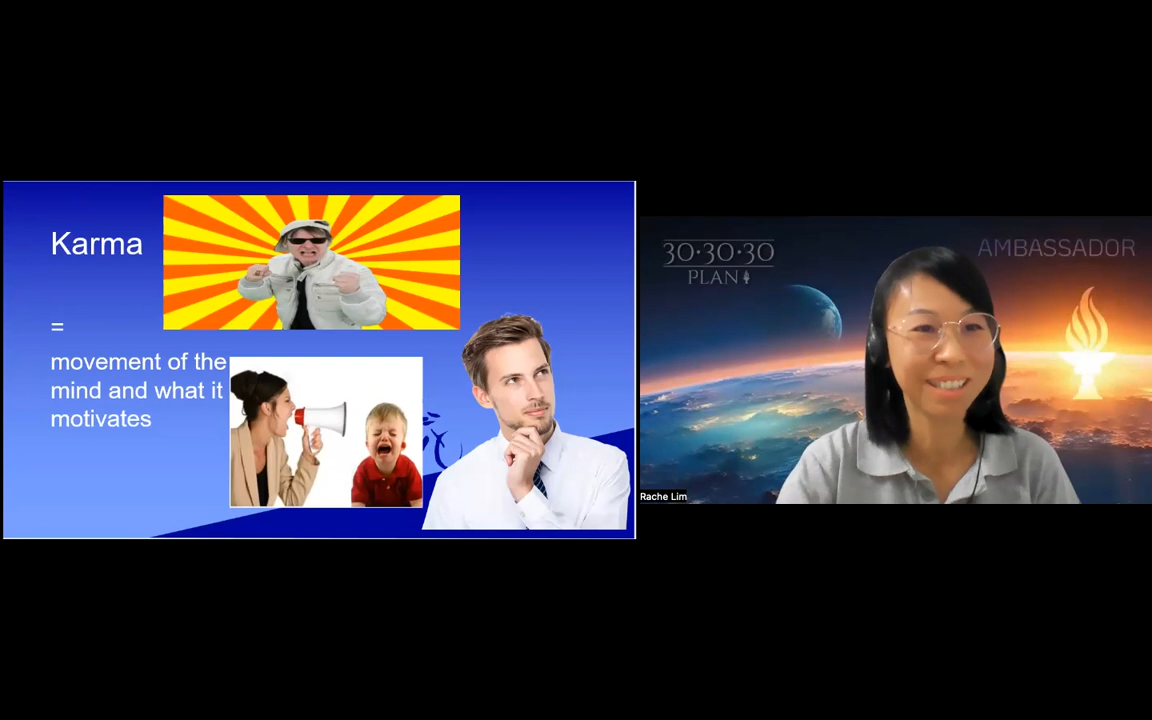 Karma
=
movement of the
mind and what it
motivates
30·30·30
PLAN
AMBASSADOR
Rache Lim